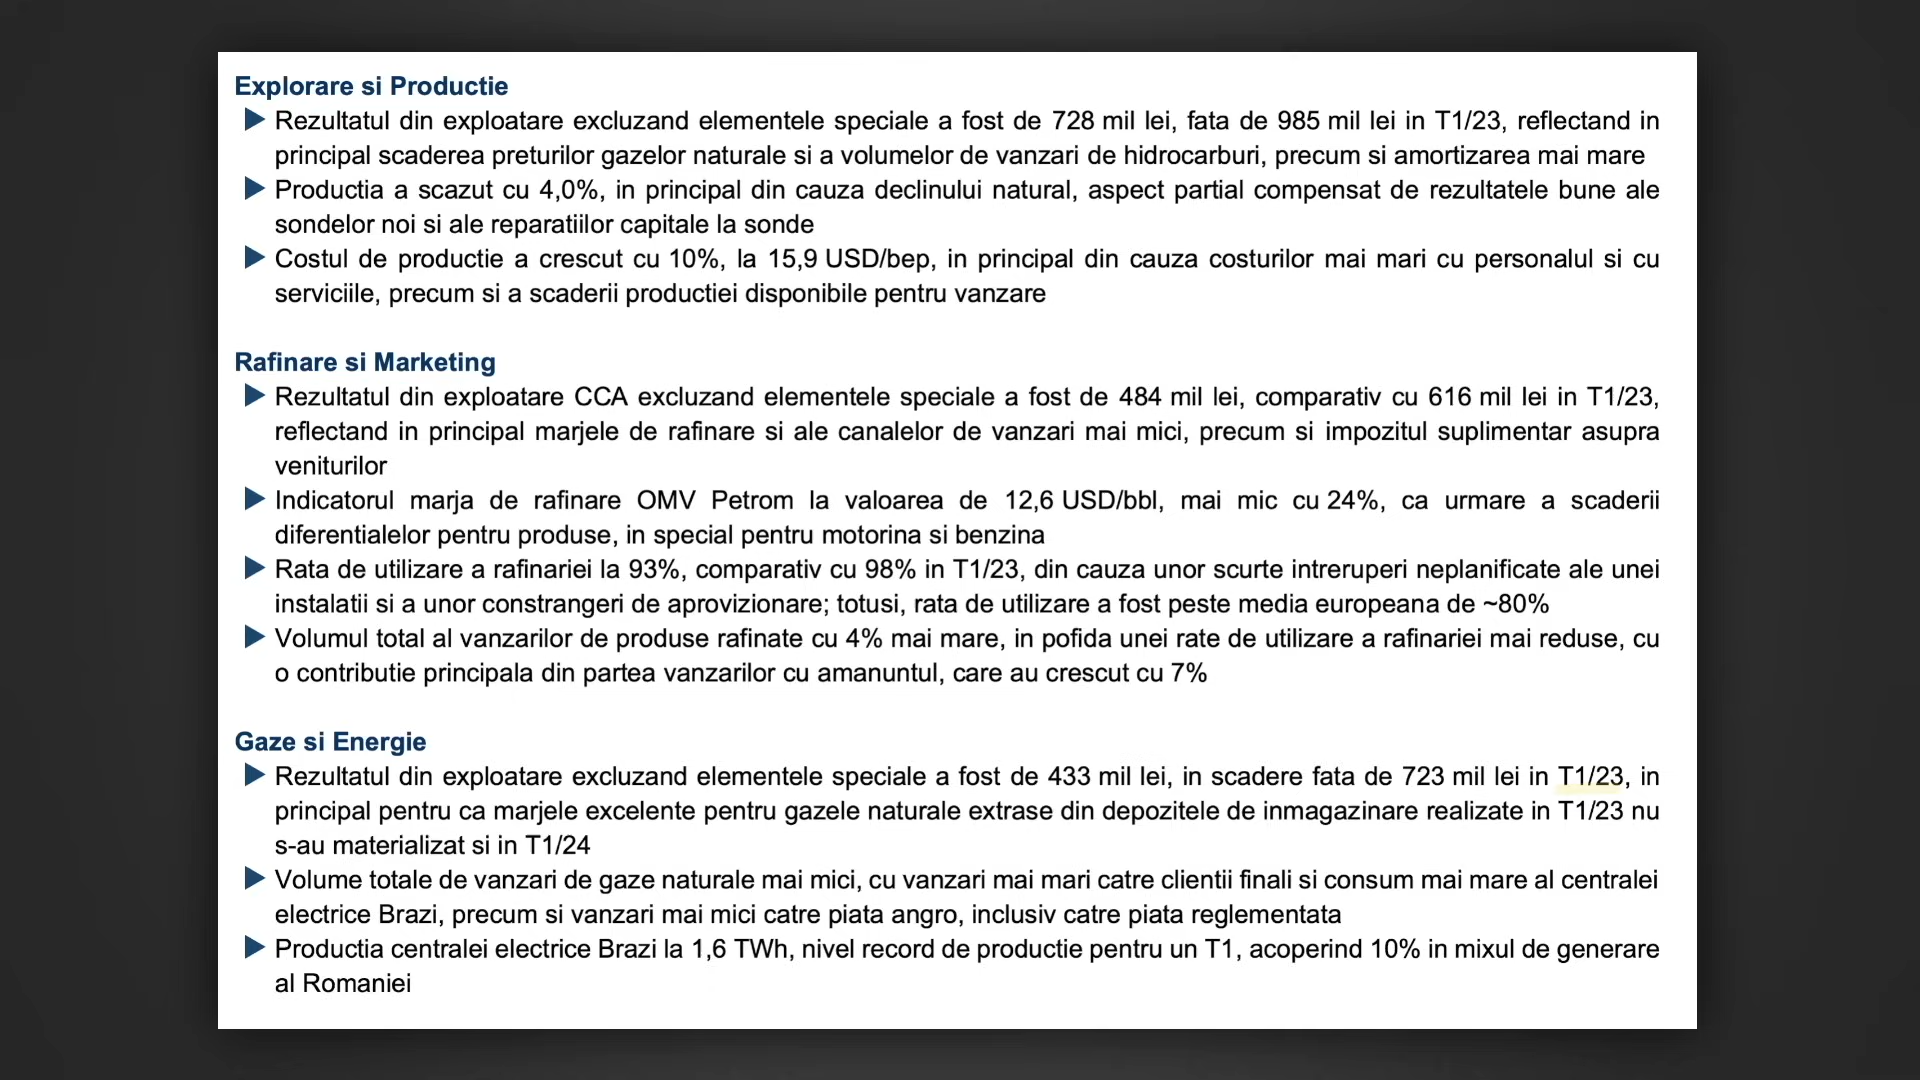 Explorare si Productie
Rezultatul din exploatare excluzand elementele speciale a fost de 728 mil lei, fata de 985 mil lei in T1/23, reflectand in
principal scaderea preturilor gazelor naturale si a volumelor de vanzari de hidrocarburi, precum si amortizarea mai mare
Productia a scazut cu 4,0%, in principal din cauza declinului natural, aspect partial compensat de rezultatele bune ale
sondelor noi si ale reparatiilor capitale la sonde
Costul de productie a crescut cu 10%, la 15,9 USD/bep, in principal din cauza costurilor mai mari cu personalul si cu
serviciile, precum si a scaderii productiei disponibile pentru vanzare
Rafinare si Marketing
Rezultatul din exploatare CCA excluzand elementele speciale a fost de 484 mil lei, comparativ cu 616 mil lei in T1/23,
reflectand in principal marjele de rafinare si ale canalelor de vanzari mai mici, precum si impozitul suplimentar asupra
veniturilor
Indicatorul marja de rafinare OMV Petrom la valoarea de 12,6 USD/bbl, mai mic cu 24%, ca urmare a scaderii
diferentialelor pentru produse, in special pentru motorina si benzina
Rata de utilizare a rafinariei la 93%, comparativ cu 98% in T1/23, din cauza unor scurte intreruperi neplanificate ale unei
instalatii si a unor constrangeri de aprovizionare; totusi, rata de utilizare a fost peste media europeana de ~80%
Volumul total al vanzarilor de produse rafinate cu 4% mai mare, in pofida unei rate de utilizare a rafinariei mai reduse, cu
o contributie principala din partea vanzarilor cu amanuntul, care au crescut cu 7%
Gaze si Energie
Rezultatul din exploatare excluzand elementele speciale a fost de 433 mil lei, in scadere fata de 723 mil lei in T1/23, in
principal pentru ca marjele excelente pentru gazele naturale extrase din depozitele de inmagazinare realizate in T1/23 nu
s-au materializat si in T1/24
Volume totale de vanzari de gaze naturale mai mici, cu vanzari mai mari catre clientii finali si consum mai mare al centralei
electrice Brazi, precum si vanzari mai mici catre piata angro, inclusiv catre piata reglementata
Productia centralei electrice Brazi la 1,6 TWh, nivel record de productie pentru un T1, acoperind 10% in mixul de generare
al Romaniei